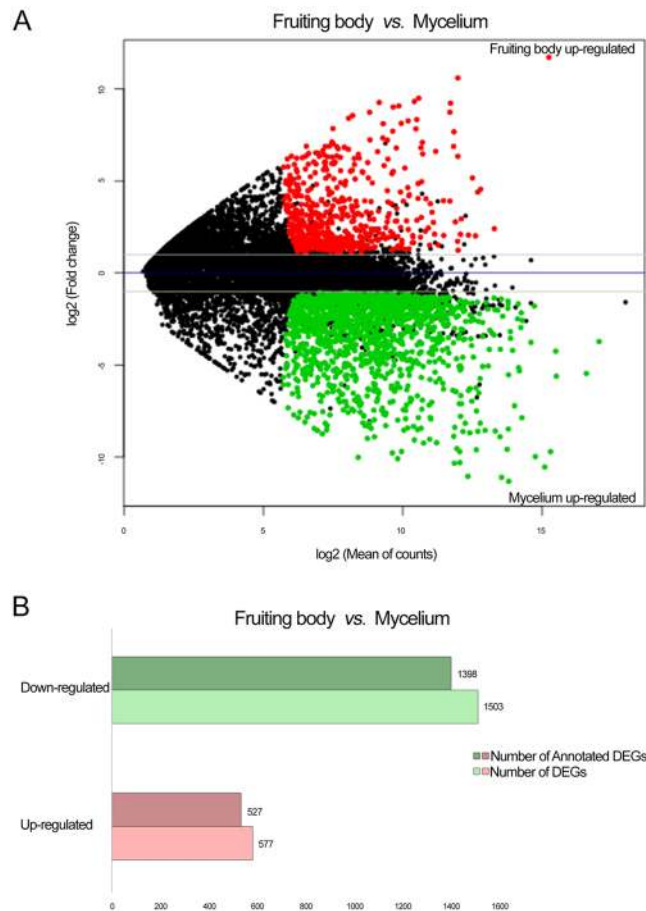 A
Fruiting body vs. Mycelium
Fruiting body up-regulated
10
5
0
-5
-10
log2 (Fold change)
Mycelium up-regulated
0 5 10 15
log2 (Mean of counts)
B
Fruiting body vs. Mycelium
Down-regulated
1398
1503
Number of Annotated DEGs
Number of DEGs
Up-regulated
527
577
0 200 400 600 800 1000 1200 1400 1600